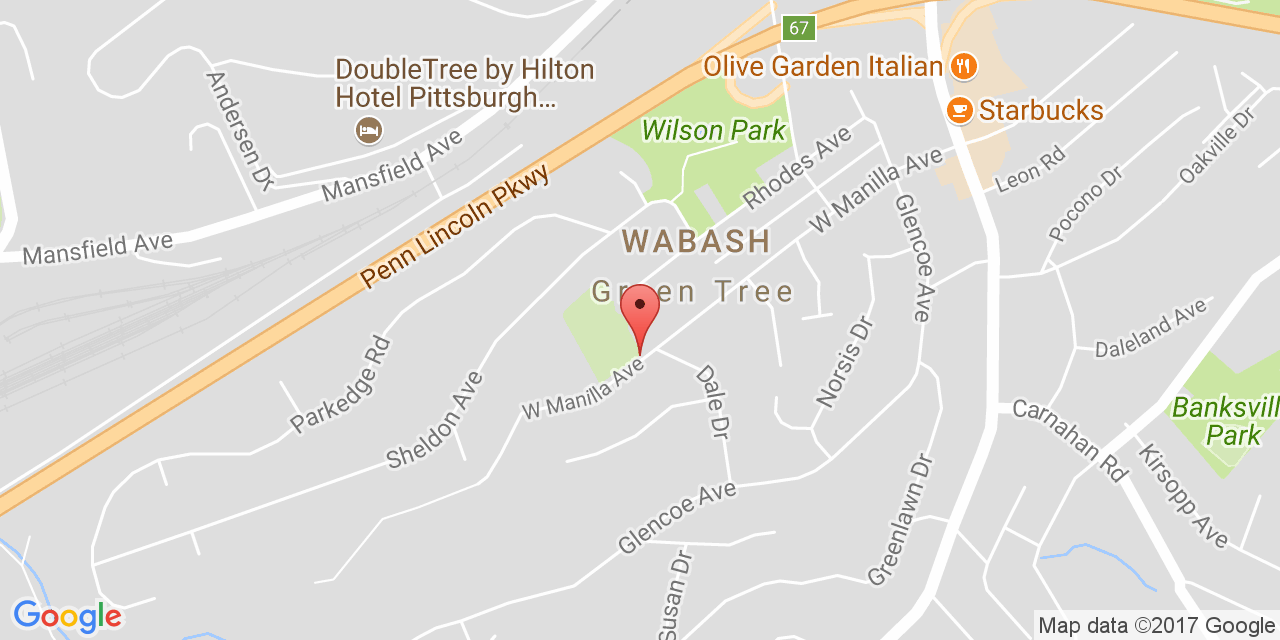 67
Olive Garden Italian
DoubleTree by Hilton
Hotel Pittsburgh...
Starbucks
Andersen Dr
Mansfield Ave
Wilson Park
Rhodes Ave
W Manilla Ave
Leon Rd
Oakville Dr
Pocono Dr
Penn Lincoln Pkwy
Mansfield Ave
WABASH
Glencoe Ave
Green Tree
Daleland Ave
Norsis Dr
Parkedge Rd
Sheldon Ave
W Manilla Ave
Dale Dr
Banksvill
Park
Carnahan Rd
Kirsopp Ave
Glencoe Ave
Greenlawn Dr
Susan Dr
Google
Map data ©2017 Google